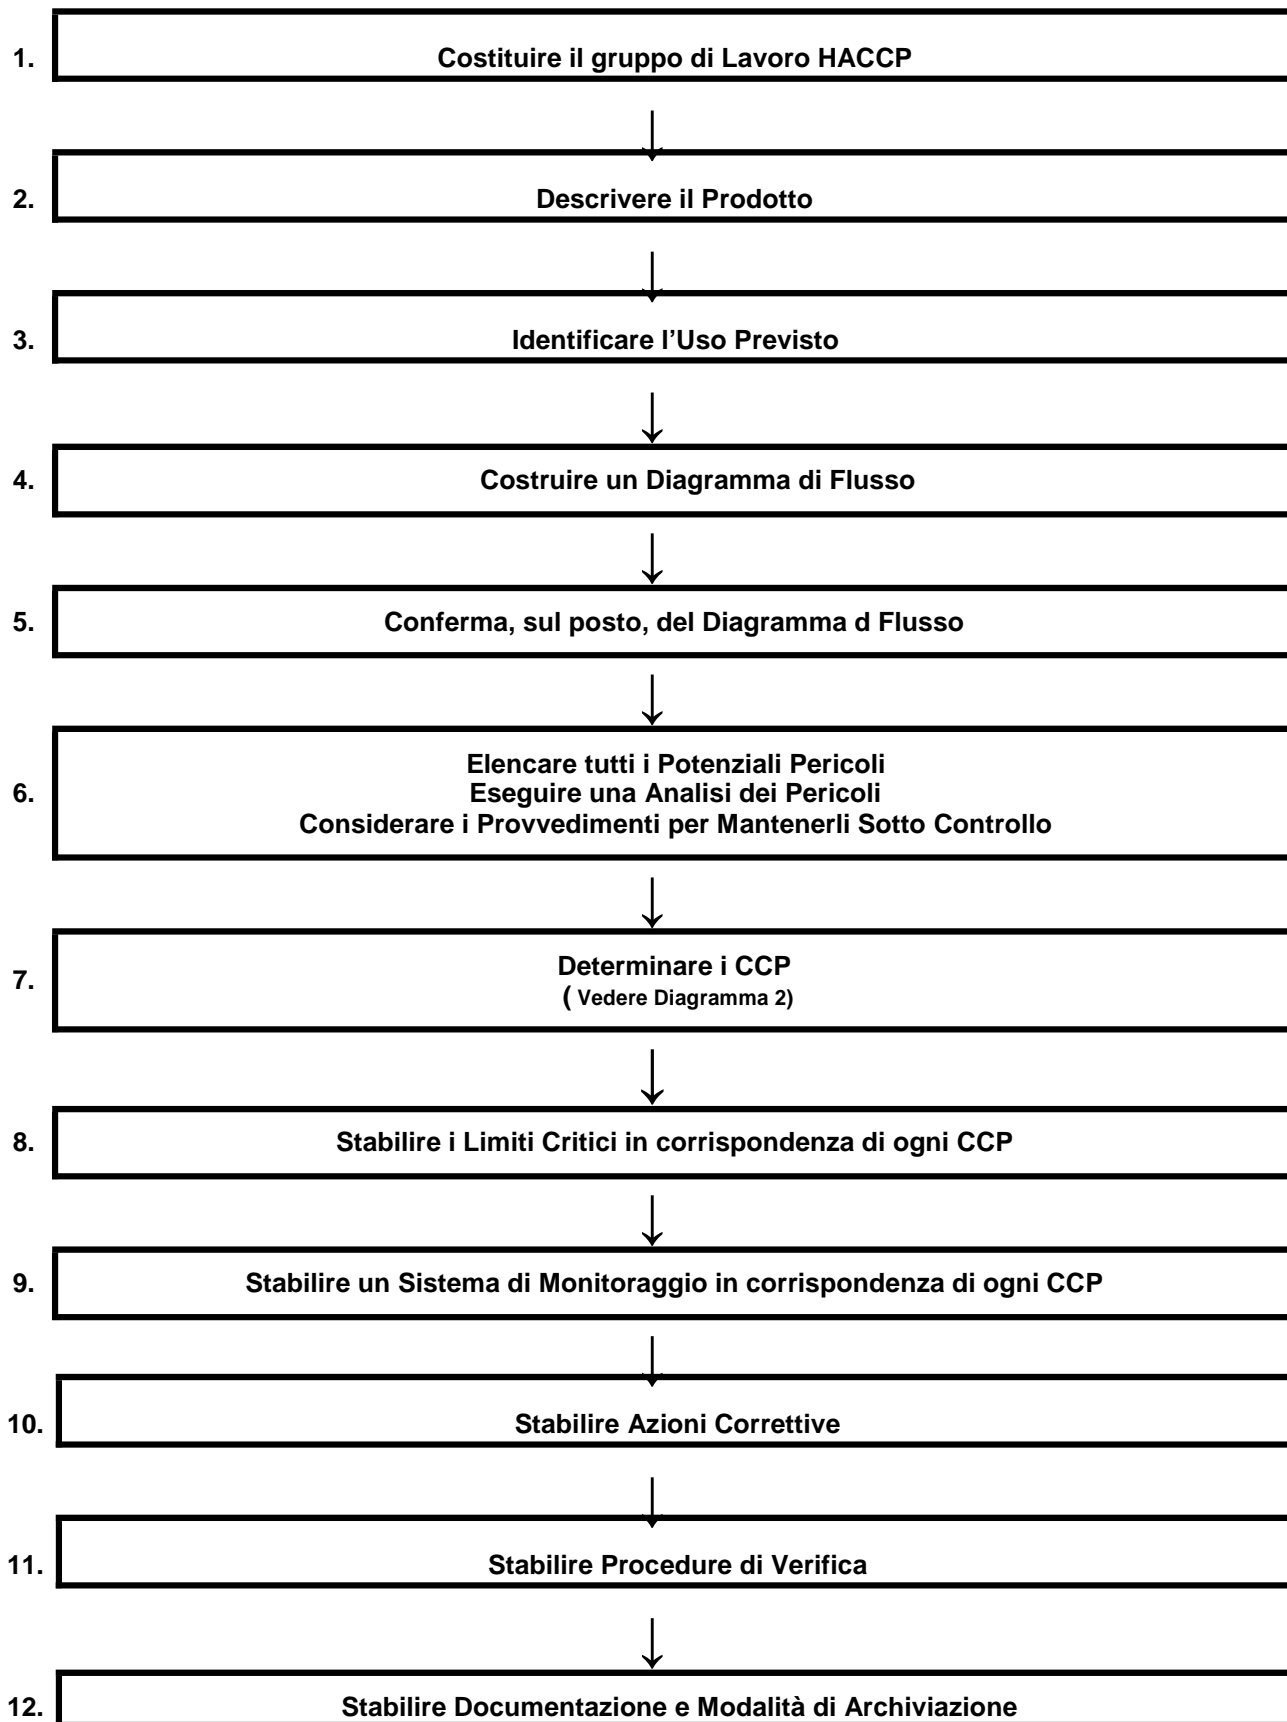 1. Costituire il gruppo di Lavoro HACCP
2. Descrivere il Prodotto
3. Identificare l’Uso Previsto
4. Costruire un Diagramma di Flusso
5. Conferma, sul posto, del Diagramma d Flusso
Elencare tutti i Potenziali Pericoli
6. Eseguire una Analisi dei Pericoli
Considerare i Provvedimenti per Mantenerli Sotto Controllo
7. Determinare i CCP
( Vedere Diagramma 2)
8. Stabilire i Limiti Critici in corrispondenza di ogni CCP
9. Stabilire un Sistema di Monitoraggio in corrispondenza di ogni CCP
10. Stabilire Azioni Correttive
11. Stabilire Procedure di Verifica
12. Stabilire Documentazione e Modalità di Archiviazione